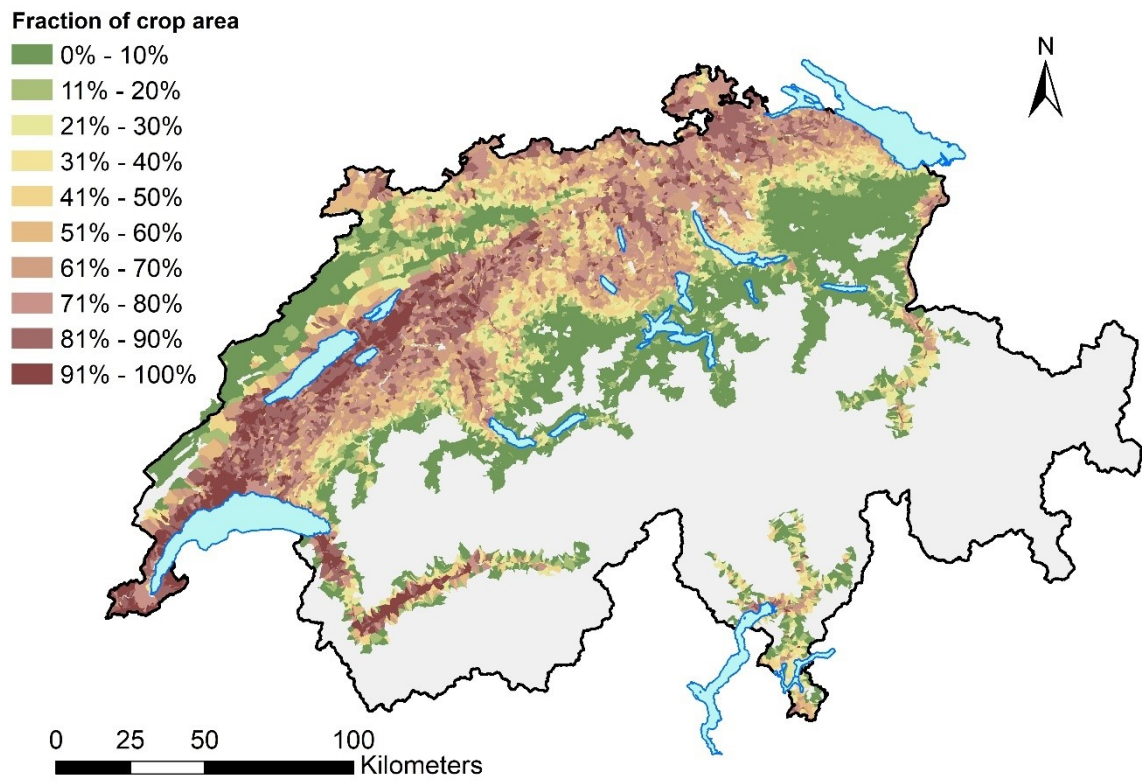 Fraction of crop area
0% - 10%
11% - 20%
21% - 30%
31% - 40%
41% - 50%
51% - 60%
61% - 70%
71% - 80%
81% - 90%
91% - 100%
N
0 25 50 100
Kilometers